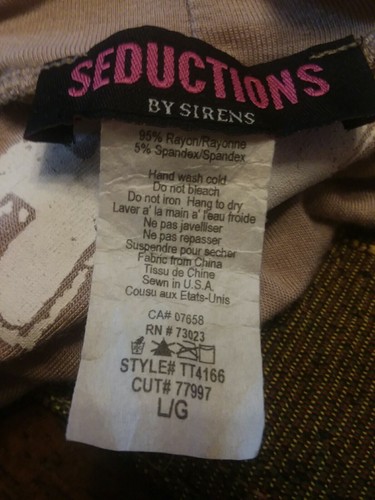 SEDUCTIONS
BY SIRENS
95% Rayon/Rayonne
5% Spandex/Spandex
Hand wash cold
Do not bleach
Do not iron Hang to dry
Laver a' la main a' l'eau froide
Ne pas javelliser
Ne pas repasser
Suspendre pour secher
Fabric from China
Tissu de Chine
Sewn in U.S.A.
Cousu aux Etats-Unis
CA# 07658
RN # 73023
STYLE# TT4166
CUT# 77997
L/G